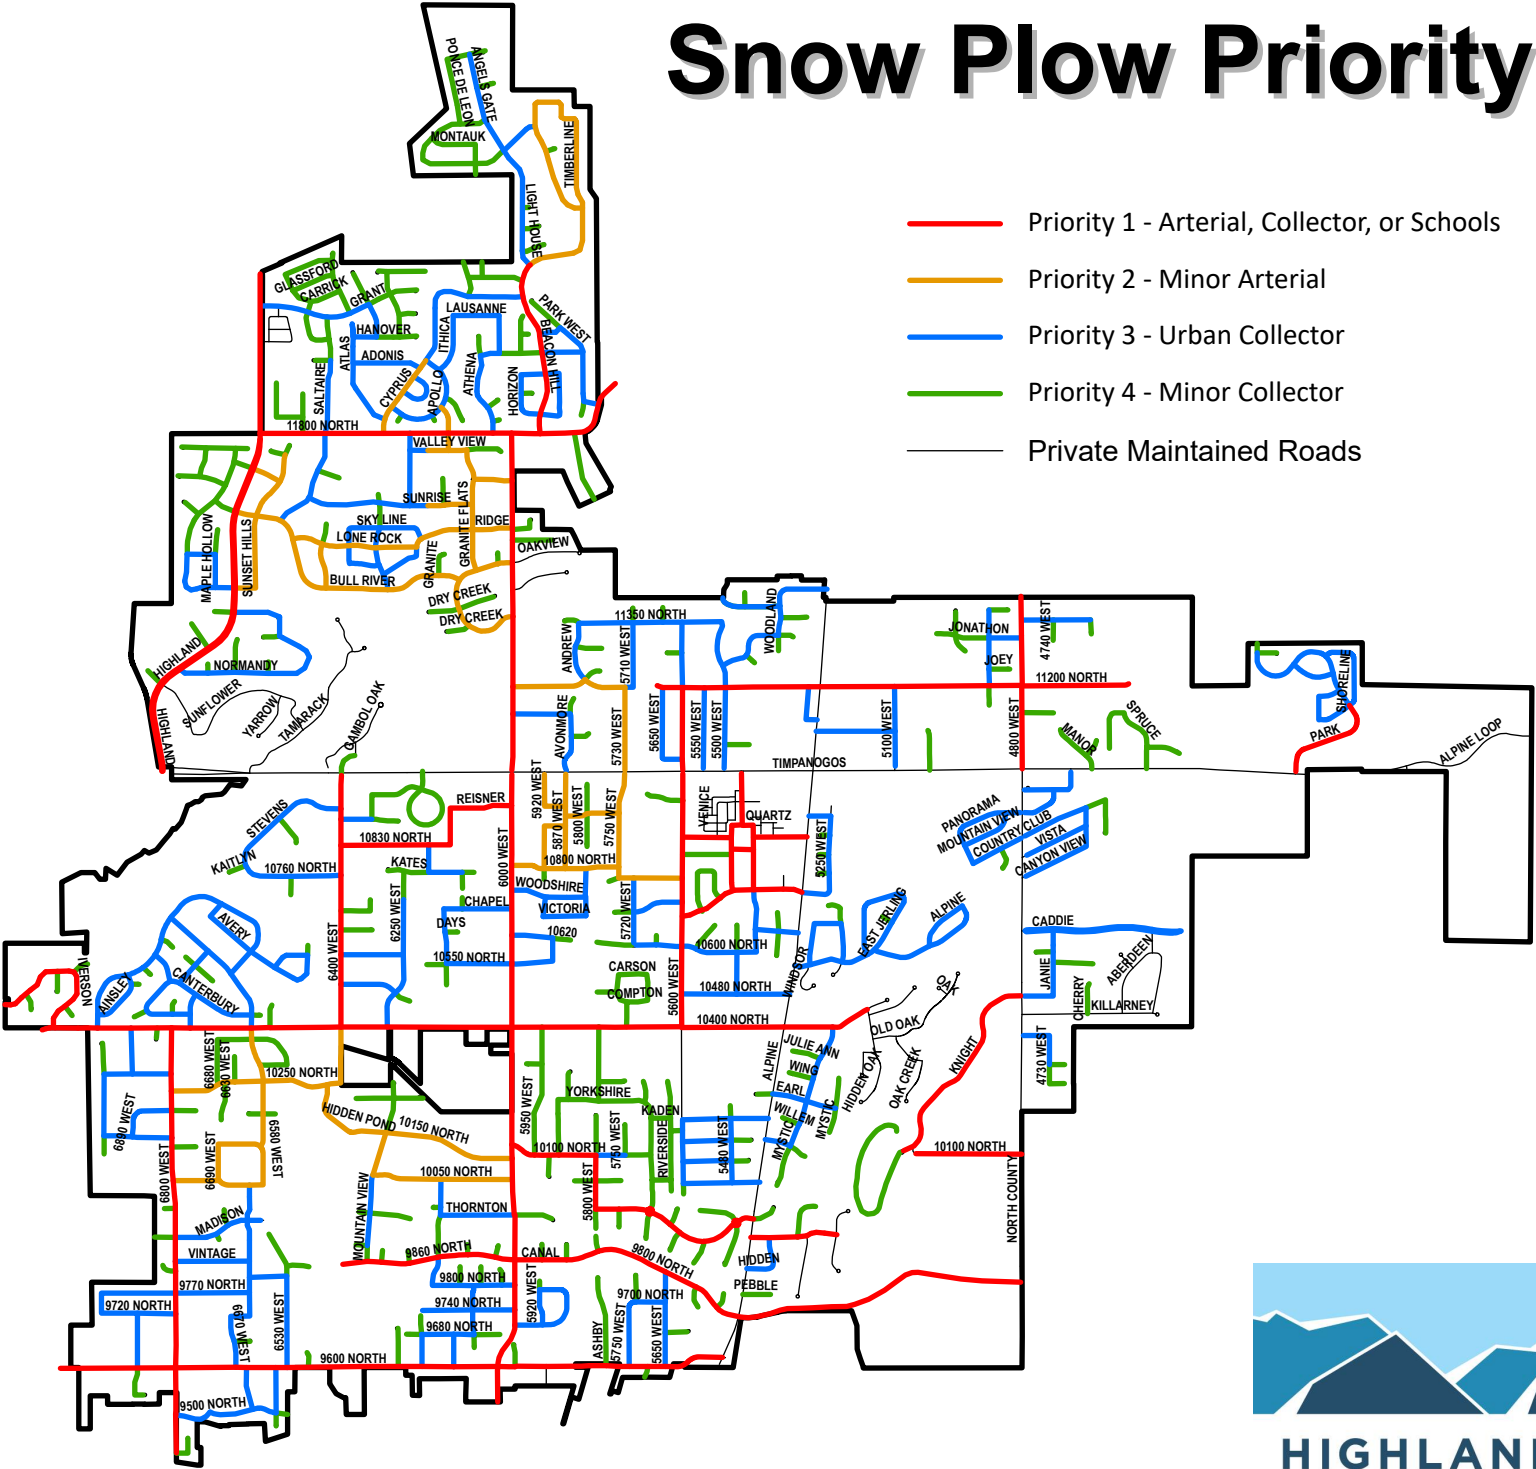 Snow Plow Priority
Priority 1 - Arterial, Collector, or Schools
Priority 2 - Minor Arterial
Priority 3 - Urban Collector
Priority 4 - Minor Collector
Private Maintained Roads
PONCE DE LEON
ANGELS GATE
MONTAUK
TIMBERLINE
LIGHT HOUSE
GLASSFORD
CARRICK
GRANT
HANOVER
LAUSANNE
PARK WEST
ATLAS
ADONIS
ITHICA
BEACON HILL
SALTAIRE
CYPRUS
APOLLO
ATHENA
HORIZON
11800 NORTH
VALLEY VIEW
SUNRISE
GRANITE FLATS
SKY LINE
RIDGE
LONE ROCK
OAKVIEW
MAPLE HOLLOW
SUNSET HILLS
BULL RIVER
GRANITE
DRY CREEK
DRY CREEK
11350 NORTH
WOODLAND
ANDREW
5710 WEST
JONATHON
4740 WEST
JOEY
11200 NORTH
HIGHLAND
NORMANDY
SUNFLOWER
YARROW
TAMARACK
GAMBOL OAK
HIGHLAND
AVONMORE
5730 WEST
5650 WEST
5550 WEST
5500 WEST
5100 WEST
4800 WEST
MANOR
SPRUCE
SHORELINE
PARK
ALPINE LOOP
TIMPANOGOS
STEVENS
REISNER
5920 WEST
5870 WEST
5800 WEST
5750 WEST
VENICE
QUARTZ
5250 WEST
PANORAMA
MOUNTAIN VIEW
COUNTRY CLUB
VISTA
CANYON VIEW
10830 NORTH
KAITLYN
10760 NORTH
KATES
6000 WEST
10800 NORTH
WOODSHIRE
VICTORIA
5720 WEST
6250 WEST
CHAPEL
DAYS
10620
10550 NORTH
6400 WEST
AVERY
CANTERBURY
AINSLEY
IVERSON
CARSON
COMPTON
5600 WEST
10600 NORTH
10480 NORTH
10400 NORTH
WINDSOR
EAST JERLING
ALPINE
CADDIE
JANIE
CHERRY
ABERDEEN
KILLARNEY
OAK
OLD OAK
HIDDEN OAK
OAK CREEK
KNIGHT
4730 WEST
ALPINE
JULIE ANN
WING
EARL
WILLEM
MYSTIC
MYSTIC
6680 WEST
6630 WEST
10250 NORTH
6890 WEST
6800 WEST
6690 WEST
6580 WEST
HIDDEN POND
10150 NORTH
5950 WEST
YORKSHIRE
KADEN
10100 NORTH
5750 WEST
RIVERSIDE
5480 WEST
10100 NORTH
10050 NORTH
MOUNTAIN VIEW
5800 WEST
THORNTON
NORTH COUNTY
MADISON
VINTAGE
9860 NORTH
CANAL
9800 NORTH
HIDDEN
PEBBLE
9770 NORTH
9720 NORTH
6670 WEST
6530 WEST
9800 NORTH
9740 NORTH
9680 NORTH
5920 WEST
9700 NORTH
ASHBY
5750 WEST
5650 WEST
9600 NORTH
9500 NORTH